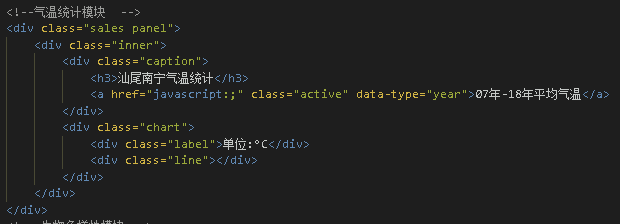 <!--气温统计模块  -->
<div class="sales panel">
<div class="inner">
<div class="caption">
<h3>汕尾南宁气温统计</h3>
<a href="javascript:;" class="active" data-type="year">07年-18年平均气温</a>
</div>
<div class="chart">
<div class="label">单位:°C</div>
<div class="line"></div>
</div>
</div>
</div>